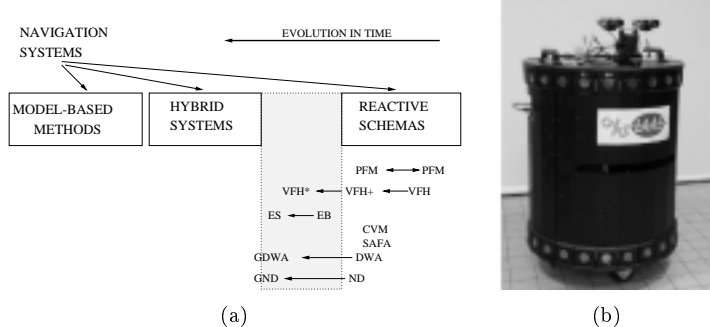 NAVIGATION
SYSTEMS
EVOLUTION IN TIME
MODEL-BASED
METHODS
HYBRID
SYSTEMS
REACTIVE
SCHEMAS
PFM PFM
VFH* VFH+ VFH
ES EB
CVM
SAFA
GDWA DWA
GND ND
LAAS
(a) (b)